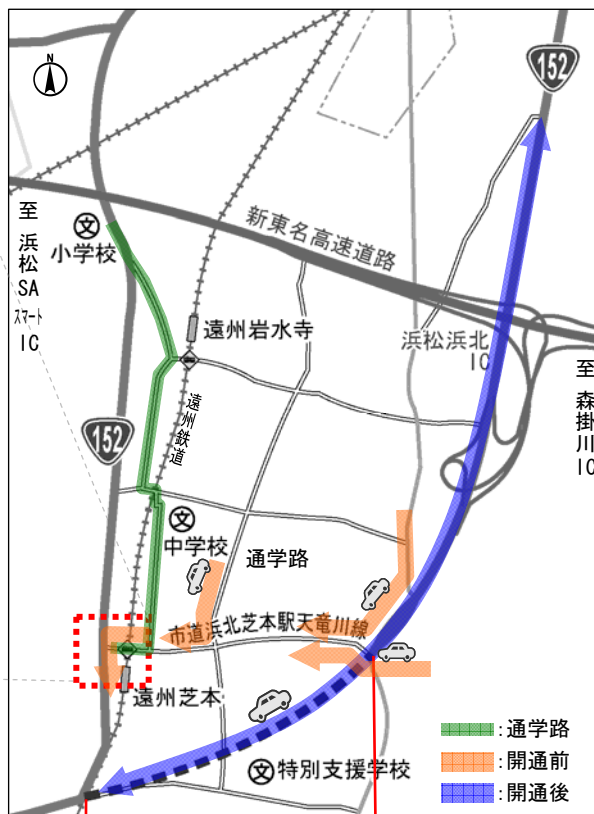 152
N
至
浜
松
SA
スマート
IC
小学校
新東名高速道路
遠州岩水寺
浜松浜北
IC
至
森
掛
川
IC
遠州鉄道
152
中学校
通学路
市道浜北芝本駅天竜川線
遠州芝本
特別支援学校
:通学路
:開通前
:開通後
文
文
文